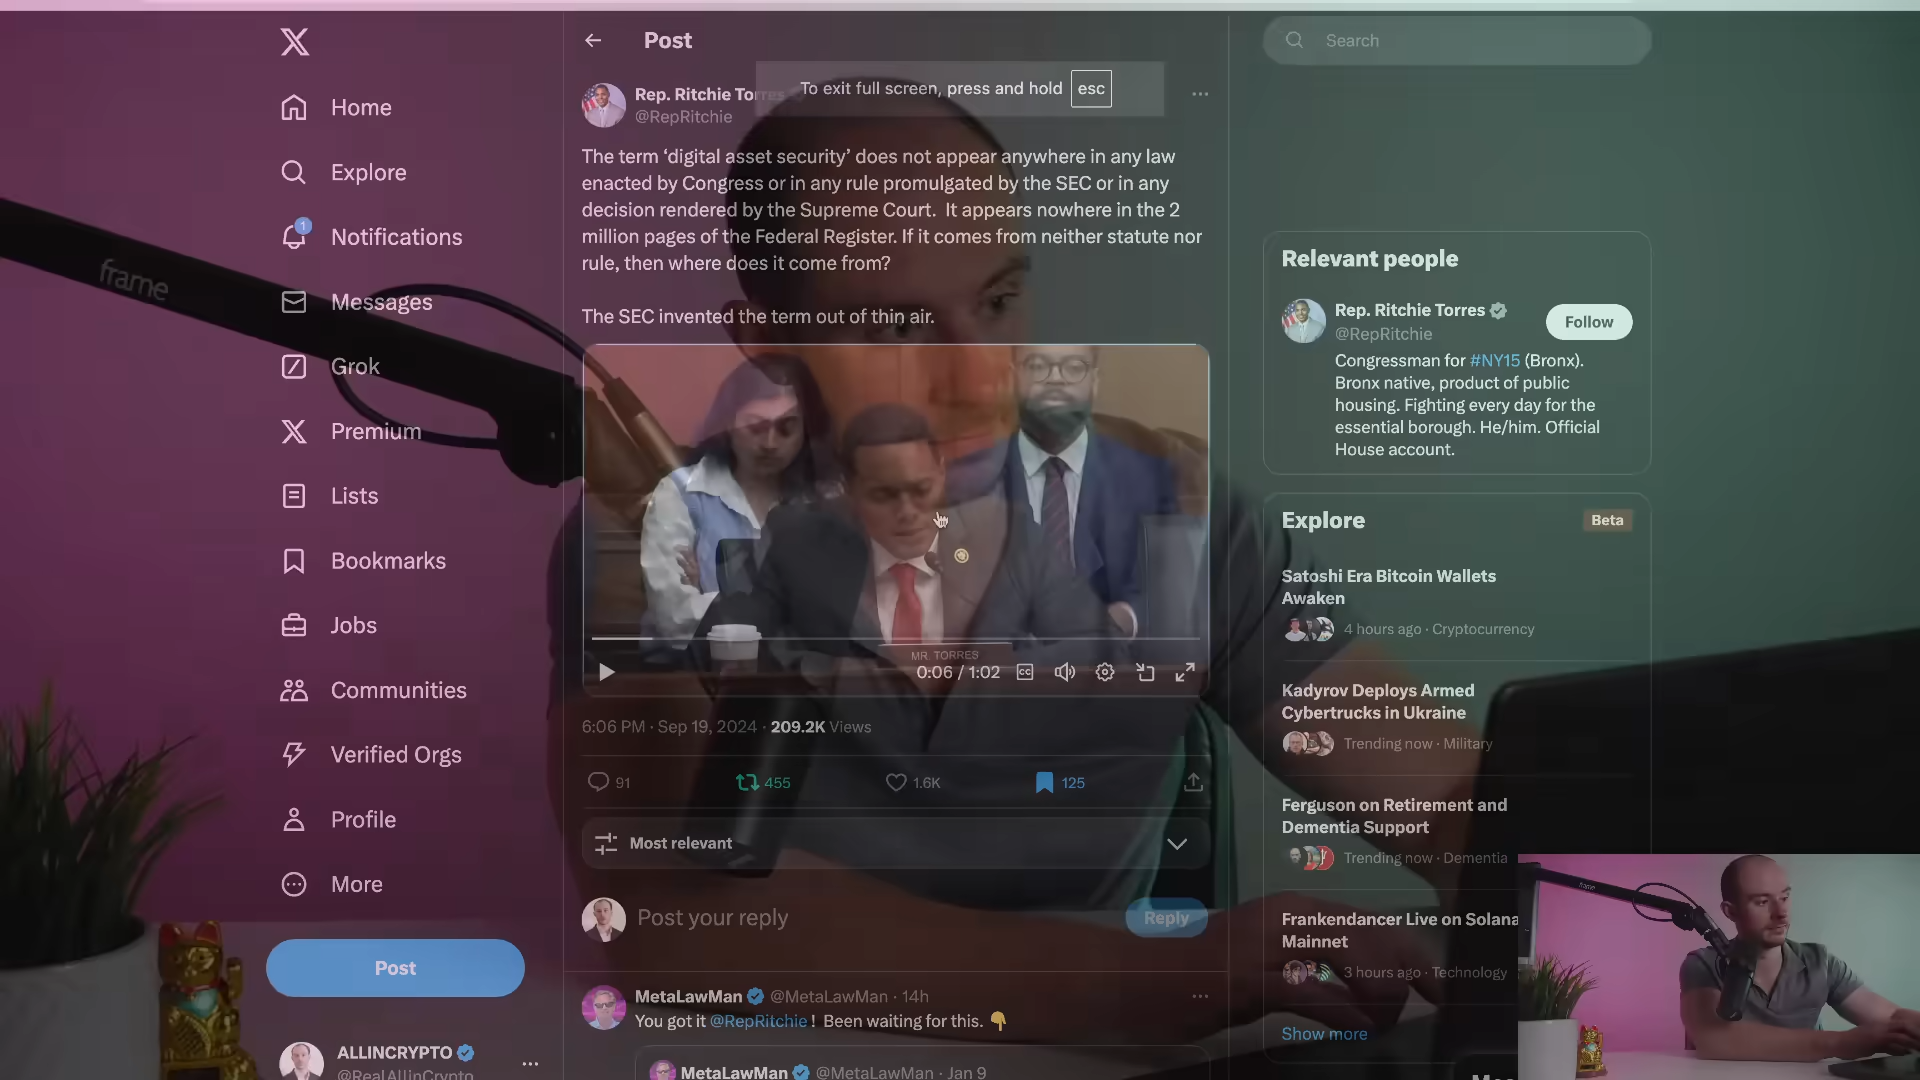 Home
Explore
Notifications
1
Messages
Grok
Premium
Lists
Bookmarks
Jobs
Communities
Verified Orgs
Profile
More
Post
ALLINCRYPTO
@RealAllinCrypto
frame
Post
To exit full screen, press and hold esc
Rep. Ritchie Torres
@RepRitchie
The term ‘digital asset security’ does not appear anywhere in any law
enacted by Congress or in any rule promulgated by the SEC or in any
decision rendered by the Supreme Court.  It appears nowhere in the 2
million pages of the Federal Register. If it comes from neither statute nor
rule, then where does it come from?
The SEC invented the term out of thin air.
MR. TORRES
0:06 / 1:02
6:06 PM · Sep 19, 2024 · 209.2K Views
91 455 1.6K 125
Most relevant
Post your reply
Reply
MetaLawMan @MetaLawMan · 14h
You got it @RepRitchie !  Been waiting for this. 👇
MetaLawMan @MetaLawMan · Jan 9
Search
Relevant people
Rep. Ritchie Torres
@RepRitchie
Follow
Congressman for #NY15 (Bronx).
Bronx native, product of public
housing. Fighting every day for the
essential borough. He/him. Official
House account.
Explore
Beta
Satoshi Era Bitcoin Wallets
Awaken
4 hours ago · Cryptocurrency
Kadyrov Deploys Armed
Cybertrucks in Ukraine
Trending now · Military
Ferguson on Retirement and
Dementia Support
Trending now · Dementia
Frankendancer Live on Solana
Mainnet
3 hours ago · Technology
Show more
frame